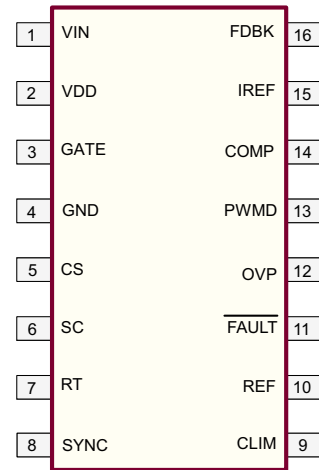 1 VIN FDBK 16
2 VDD IREF 15
3 GATE COMP 14
4 GND PWMD 13
5 CS OVP 12
6 SC FAULT 11
7 RT REF 10
8 SYNC CLIM 9